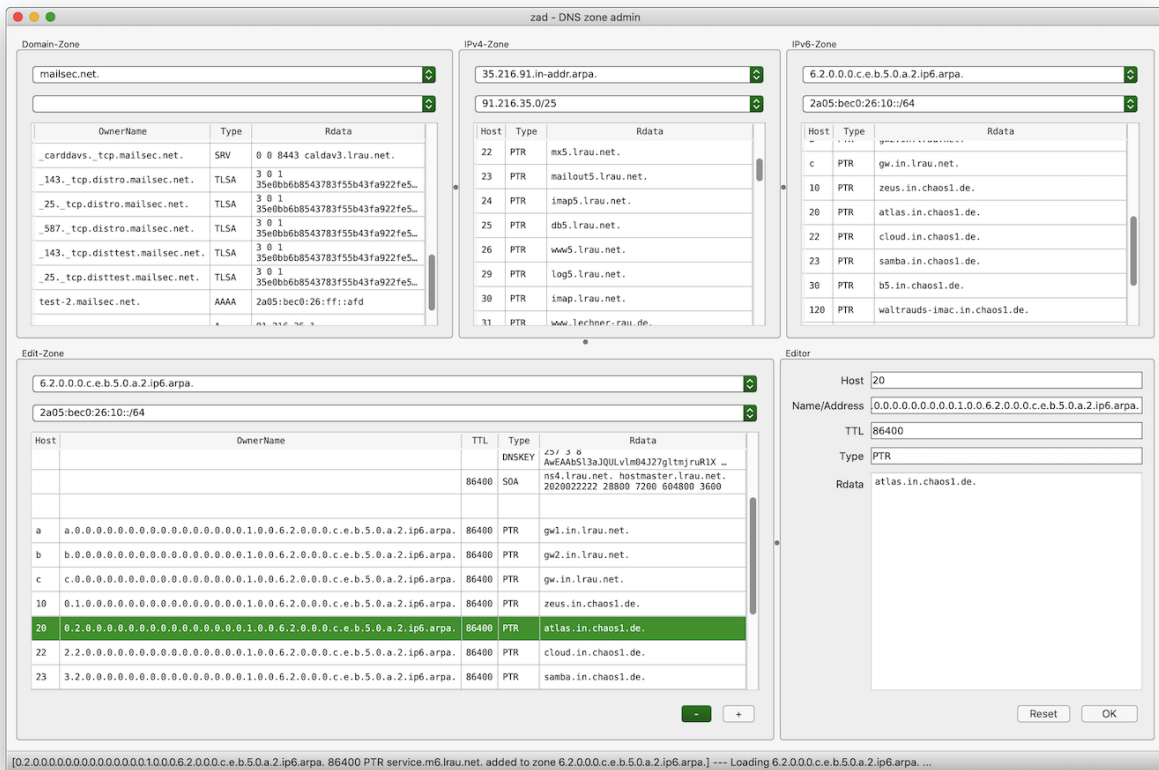 zad - DNS zone admin
Domain-Zone
mailsec.net.
OwnerName Type Rdata
_carddavs._tcp.mailsec.net. SRV 0 0 8443 caldav3.lrau.net.
_143._tcp.distro.mailsec.net. TLSA 3 0 1
35e0bb6b8543783f55b43fa922fe5…
_25._tcp.distro.mailsec.net. TLSA 3 0 1
35e0bb6b8543783f55b43fa922fe5…
_587._tcp.distro.mailsec.net. TLSA 3 0 1
35e0bb6b8543783f55b43fa922fe5…
_143._tcp.disttest.mailsec.net. TLSA 3 0 1
35e0bb6b8543783f55b43fa922fe5…
_25._tcp.disttest.mailsec.net. TLSA 3 0 1
35e0bb6b8543783f55b43fa922fe5…
test-2.mailsec.net. AAAA 2a05:bec0:26:ff::afd
IPv4-Zone
35.216.91.in-addr.arpa.
91.216.35.0/25
Host Type Rdata
22 PTR mx5.lrau.net.
23 PTR mailout5.lrau.net.
24 PTR imap5.lrau.net.
25 PTR db5.lrau.net.
26 PTR www5.lrau.net.
29 PTR log5.lrau.net.
30 PTR imap.lrau.net.
31 PTR www.lechner-rau.de.
IPv6-Zone
6.2.0.0.0.c.e.b.5.0.a.2.ip6.arpa.
2a05:bec0:26:10::/64
Host Type Rdata
c PTR gw.in.lrau.net.
10 PTR zeus.in.chaos1.de.
20 PTR atlas.in.chaos1.de.
22 PTR cloud.in.chaos1.de.
23 PTR samba.in.chaos1.de.
30 PTR b5.in.chaos1.de.
120 PTR waltrauds-imac.in.chaos1.de.
Edit-Zone
6.2.0.0.0.c.e.b.5.0.a.2.ip6.arpa.
2a05:bec0:26:10::/64
Host OwnerName TTL Type Rdata
DNSKEY 257 3 8
AwEAAbSl3aJQULvlm04J27gltmjruR1X …
86400 SOA ns4.lrau.net. hostmaster.lrau.net.
2020022222 28800 7200 604800 3600
a a.0.0.0.0.0.0.0.0.0.0.0.0.0.0.0.0.1.0.0.6.2.0.0.0.c.e.b.5.0.a.2.ip6.arpa. 86400 PTR gw1.in.lrau.net.
b b.0.0.0.0.0.0.0.0.0.0.0.0.0.0.0.0.1.0.0.6.2.0.0.0.c.e.b.5.0.a.2.ip6.arpa. 86400 PTR gw2.in.lrau.net.
c c.0.0.0.0.0.0.0.0.0.0.0.0.0.0.0.0.1.0.0.6.2.0.0.0.c.e.b.5.0.a.2.ip6.arpa. 86400 PTR gw.in.lrau.net.
10 0.1.0.0.0.0.0.0.0.0.0.0.0.0.0.0.0.1.0.0.6.2.0.0.0.c.e.b.5.0.a.2.ip6.arpa. 86400 PTR zeus.in.chaos1.de.
20 0.2.0.0.0.0.0.0.0.0.0.0.0.0.0.0.0.1.0.0.6.2.0.0.0.c.e.b.5.0.a.2.ip6.arpa. 86400 PTR atlas.in.chaos1.de.
22 2.2.0.0.0.0.0.0.0.0.0.0.0.0.0.0.0.1.0.0.6.2.0.0.0.c.e.b.5.0.a.2.ip6.arpa. 86400 PTR cloud.in.chaos1.de.
23 3.2.0.0.0.0.0.0.0.0.0.0.0.0.0.0.0.1.0.0.6.2.0.0.0.c.e.b.5.0.a.2.ip6.arpa. 86400 PTR samba.in.chaos1.de.
- +
Editor
Host 20
Name/Address .0.0.0.0.0.0.0.0.0.1.0.0.6.2.0.0.0.c.e.b.5.0.a.2.ip6.arpa.
TTL 86400
Type PTR
Rdata atlas.in.chaos1.de.
Reset OK
[0.2.0.0.0.0.0.0.0.0.0.0.0.0.0.0.0.1.0.0.6.2.0.0.0.c.e.b.5.0.a.2.ip6.arpa. 86400 PTR service.m6.lrau.net. added to zone 6.2.0.0.0.c.e.b.5.0.a.2.ip6.arpa.] --- Loading 6.2.0.0.0.c.e.b.5.0.a.2.ip6.arpa. ...